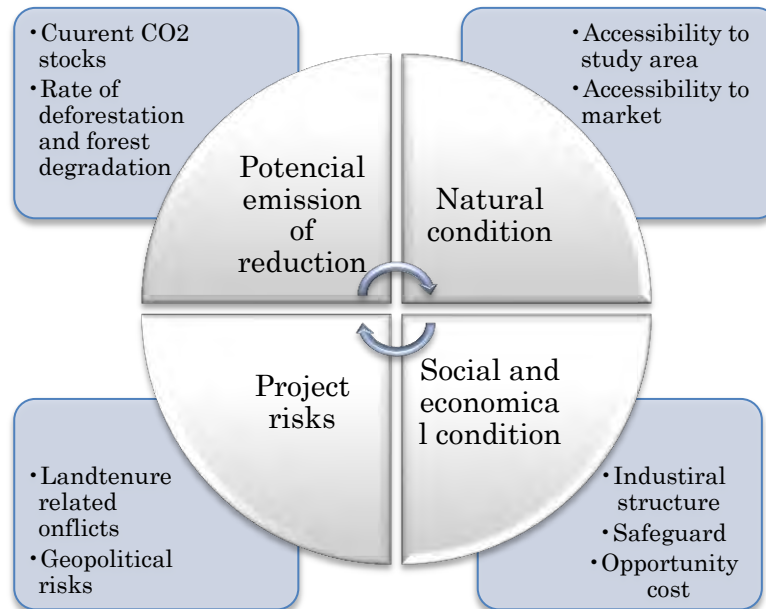 •Cuurent CO2
stocks
•Rate of
deforestation
and forest
degradation
•Accessibility to
study area
•Accessibility to
market
Potencial
emission
of
reduction
Natural
condition
Project
risks
Social and
economica
l condition
•Landtenure
related
onflicts
•Geopolitical
risks
•Industiral
structure
•Safeguard
•Opportunity
cost